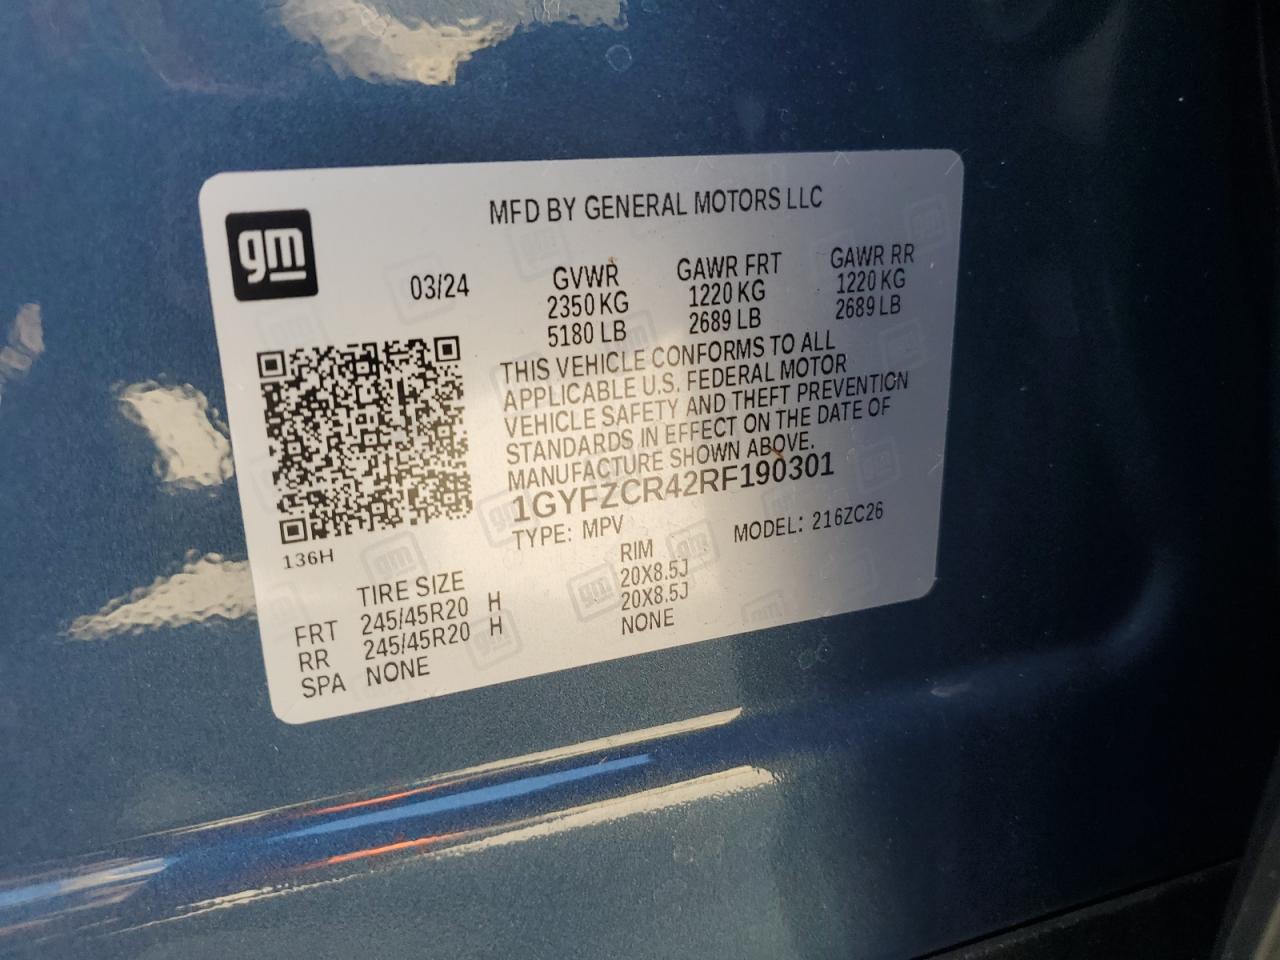 MFD BY GENERAL MOTORS LLC
gm
03/24
GVWR GAWR FRT GAWR RR
2350 KG 1220 KG 1220 KG
5180 LB 2689 LB 2689 LB
THIS VEHICLE CONFORMS TO ALL
APPLICABLE U.S. FEDERAL MOTOR
VEHICLE SAFETY AND THEFT PREVENTION
STANDARDS IN EFFECT ON THE DATE OF
MANUFACTURE SHOWN ABOVE.
1GYFZCR42RF190301
TYPE: MPV MODEL: 216ZC26
136H
TIRE SIZE RIM
FRT 245/45R20 H 20X8.5J
RR 245/45R20 H 20X8.5J
SPA NONE NONE